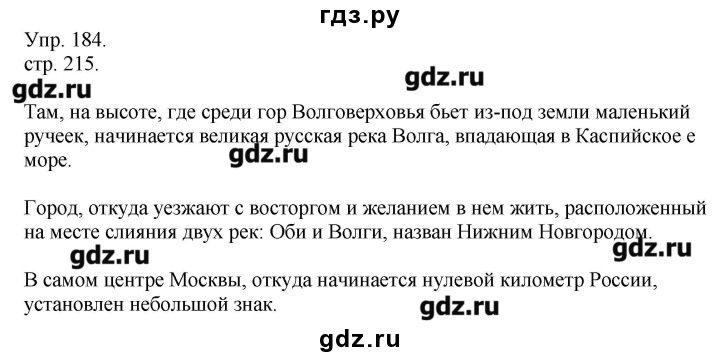 гдз.ру
Упр. 184.
стр. 215.
gdz.ru
gdz.ru
Там, на высоте, где среди гор Волговерховья бьет из-под земли маленький
ручеек, начинается великая русская река Волга, впадающая в Каспийское е
море.
gdz.ru
Город, откуда уезжают с восторгом и желанием в нем жить, расположенный
на месте слияния двух рек: Оби и Волги, назван Нижним Новгородом.
gdz.ru
gdz.ru
В самом центре Москвы, откуда начинается нулевой километр России,
установлен небольшой знак.
gdz.ru
gdz.ru